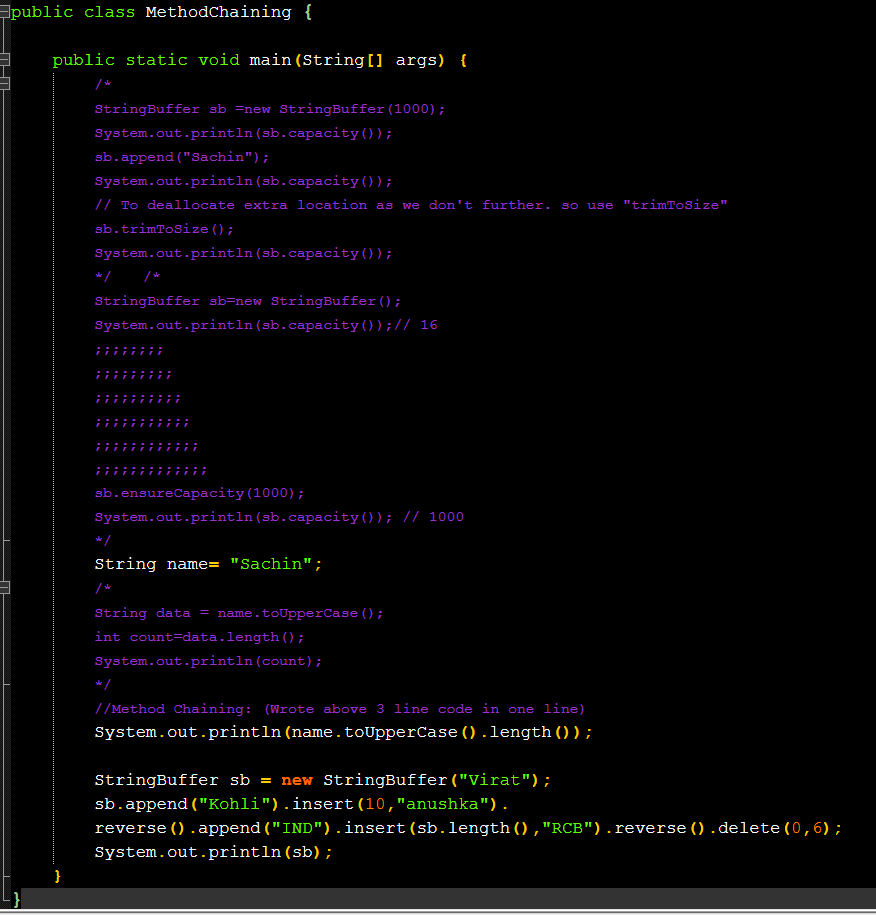 public class MethodChaining {
public static void main(String[] args) {
/*
StringBuffer sb =new StringBuffer(1000);
System.out.println(sb.capacity());
sb.append("Sachin");
System.out.println(sb.capacity());
// To deallocate extra location as we don't further. so use "trimToSize"
sb.trimToSize();
System.out.println(sb.capacity());
*/    /*
StringBuffer sb=new StringBuffer();
System.out.println(sb.capacity());// 16
;;;;;;;;
;;;;;;;;;
;;;;;;;;;;
;;;;;;;;;;;
;;;;;;;;;;;;
;;;;;;;;;;;;;
sb.ensureCapacity(1000);
System.out.println(sb.capacity()); // 1000
*/
String name= "Sachin";
/*
String data = name.toUpperCase();
int count=data.length();
System.out.println(count);
*/
//Method Chaining: (Wrote above 3 line code in one line)
System.out.println(name.toUpperCase().length());
StringBuffer sb = new StringBuffer("Virat");
sb.append("Kohli").insert(10,"anushka").
reverse().append("IND").insert(sb.length(),"RCB").reverse().delete(0,6);
System.out.println(sb);
}
}